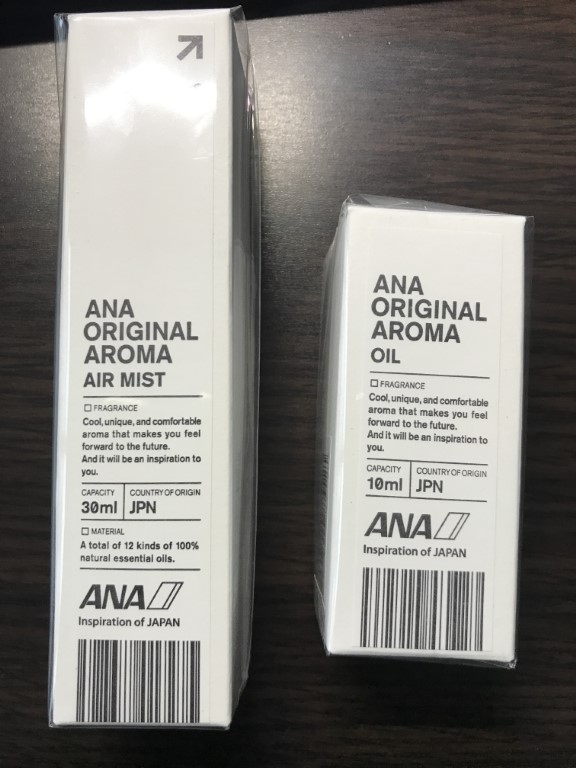 ANA
ORIGINAL
AROMA
AIR MIST
FRAGRANCE
Cool, unique, and comfortable
aroma that makes you feel
forward to the future.
And it will be an inspiration to
you.
CAPACITY
30ml
COUNTRY OF ORIGIN
JPN
MATERIAL
A total of 12 kinds of 100%
natural essential oils.
ANA
Inspiration of JAPAN
ANA
ORIGINAL
AROMA
OIL
FRAGRANCE
Cool, unique, and comfortable
aroma that makes you feel
forward to the future.
And it will be an inspiration to
you.
CAPACITY
10ml
COUNTRY OF ORIGIN
JPN
ANA
Inspiration of JAPAN